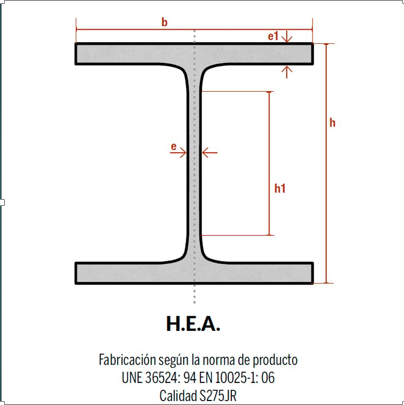 b
e1
h
e
h1
H.E.A.
Fabricación según la norma de producto
UNE 36524: 94 EN 10025-1: 06
Calidad S275JR